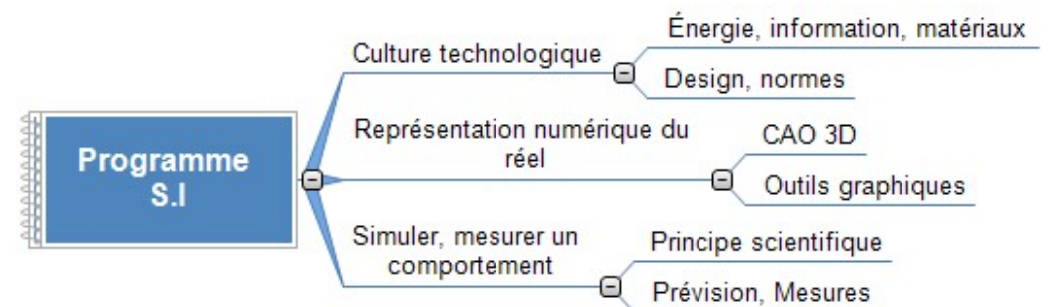 Programme
S.I
Culture technologique
Énergie, information, matériaux
Design, normes
Représentation numérique du
réel
CAO 3D
Outils graphiques
Simuler, mesurer un
comportement
Principe scientifique
Prévision, Mesures